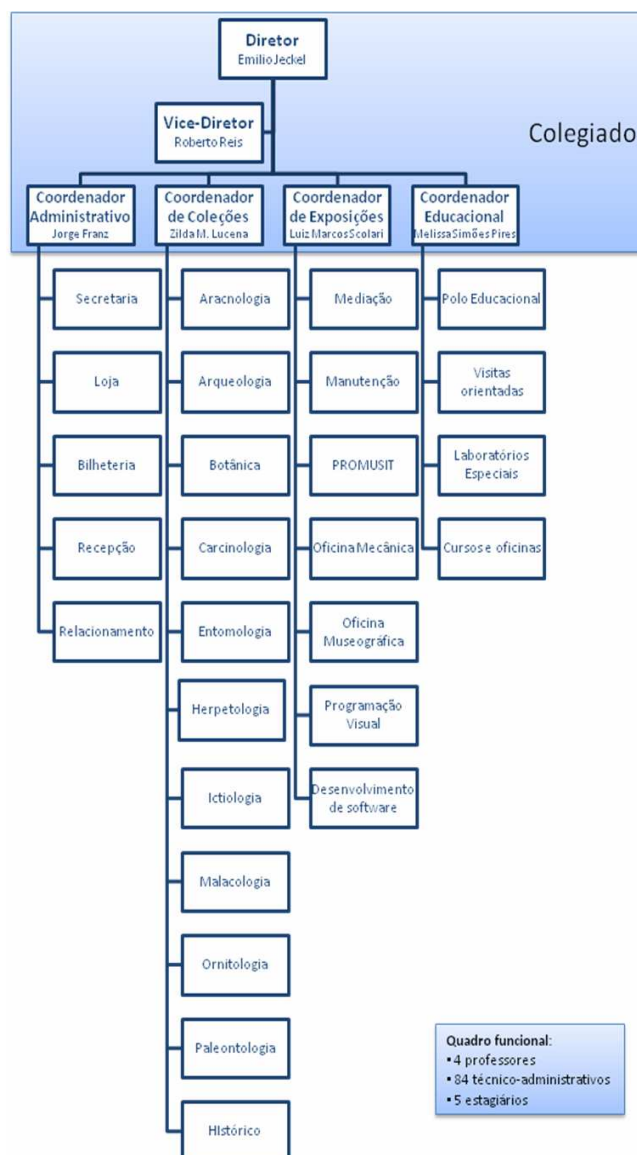 Diretor
Emilio Jeckel
Vice-Diretor
Roberto Reis
Colegiado
Coordenador
Administrativo
Jorge Franz
Coordenador
de Coleções
Zilda M. Lucena
Coordenador
de Exposições
Luiz Marcos Scolari
Coordenador
Educacional
Melissa Simões Pires
Secretaria
Loja
Bilheteria
Recepção
Relacionamento
Aracnologia
Arqueologia
Botânica
Carcinologia
Entomologia
Herpetologia
Ictiologia
Malacologia
Ornitologia
Paleontologia
HIstórico
Mediação
Manutenção
PROMUSIT
Oficina Mecânica
Oficina
Museográfica
Programação
Visual
Desenvolvimento
de software
Polo Educacional
Visitas
orientadas
Laboratórios
Especiais
Cursos e oficinas
Quadro funcional:
▪ 4 professores
▪ 84 técnico-administrativos
▪ 5 estagiários